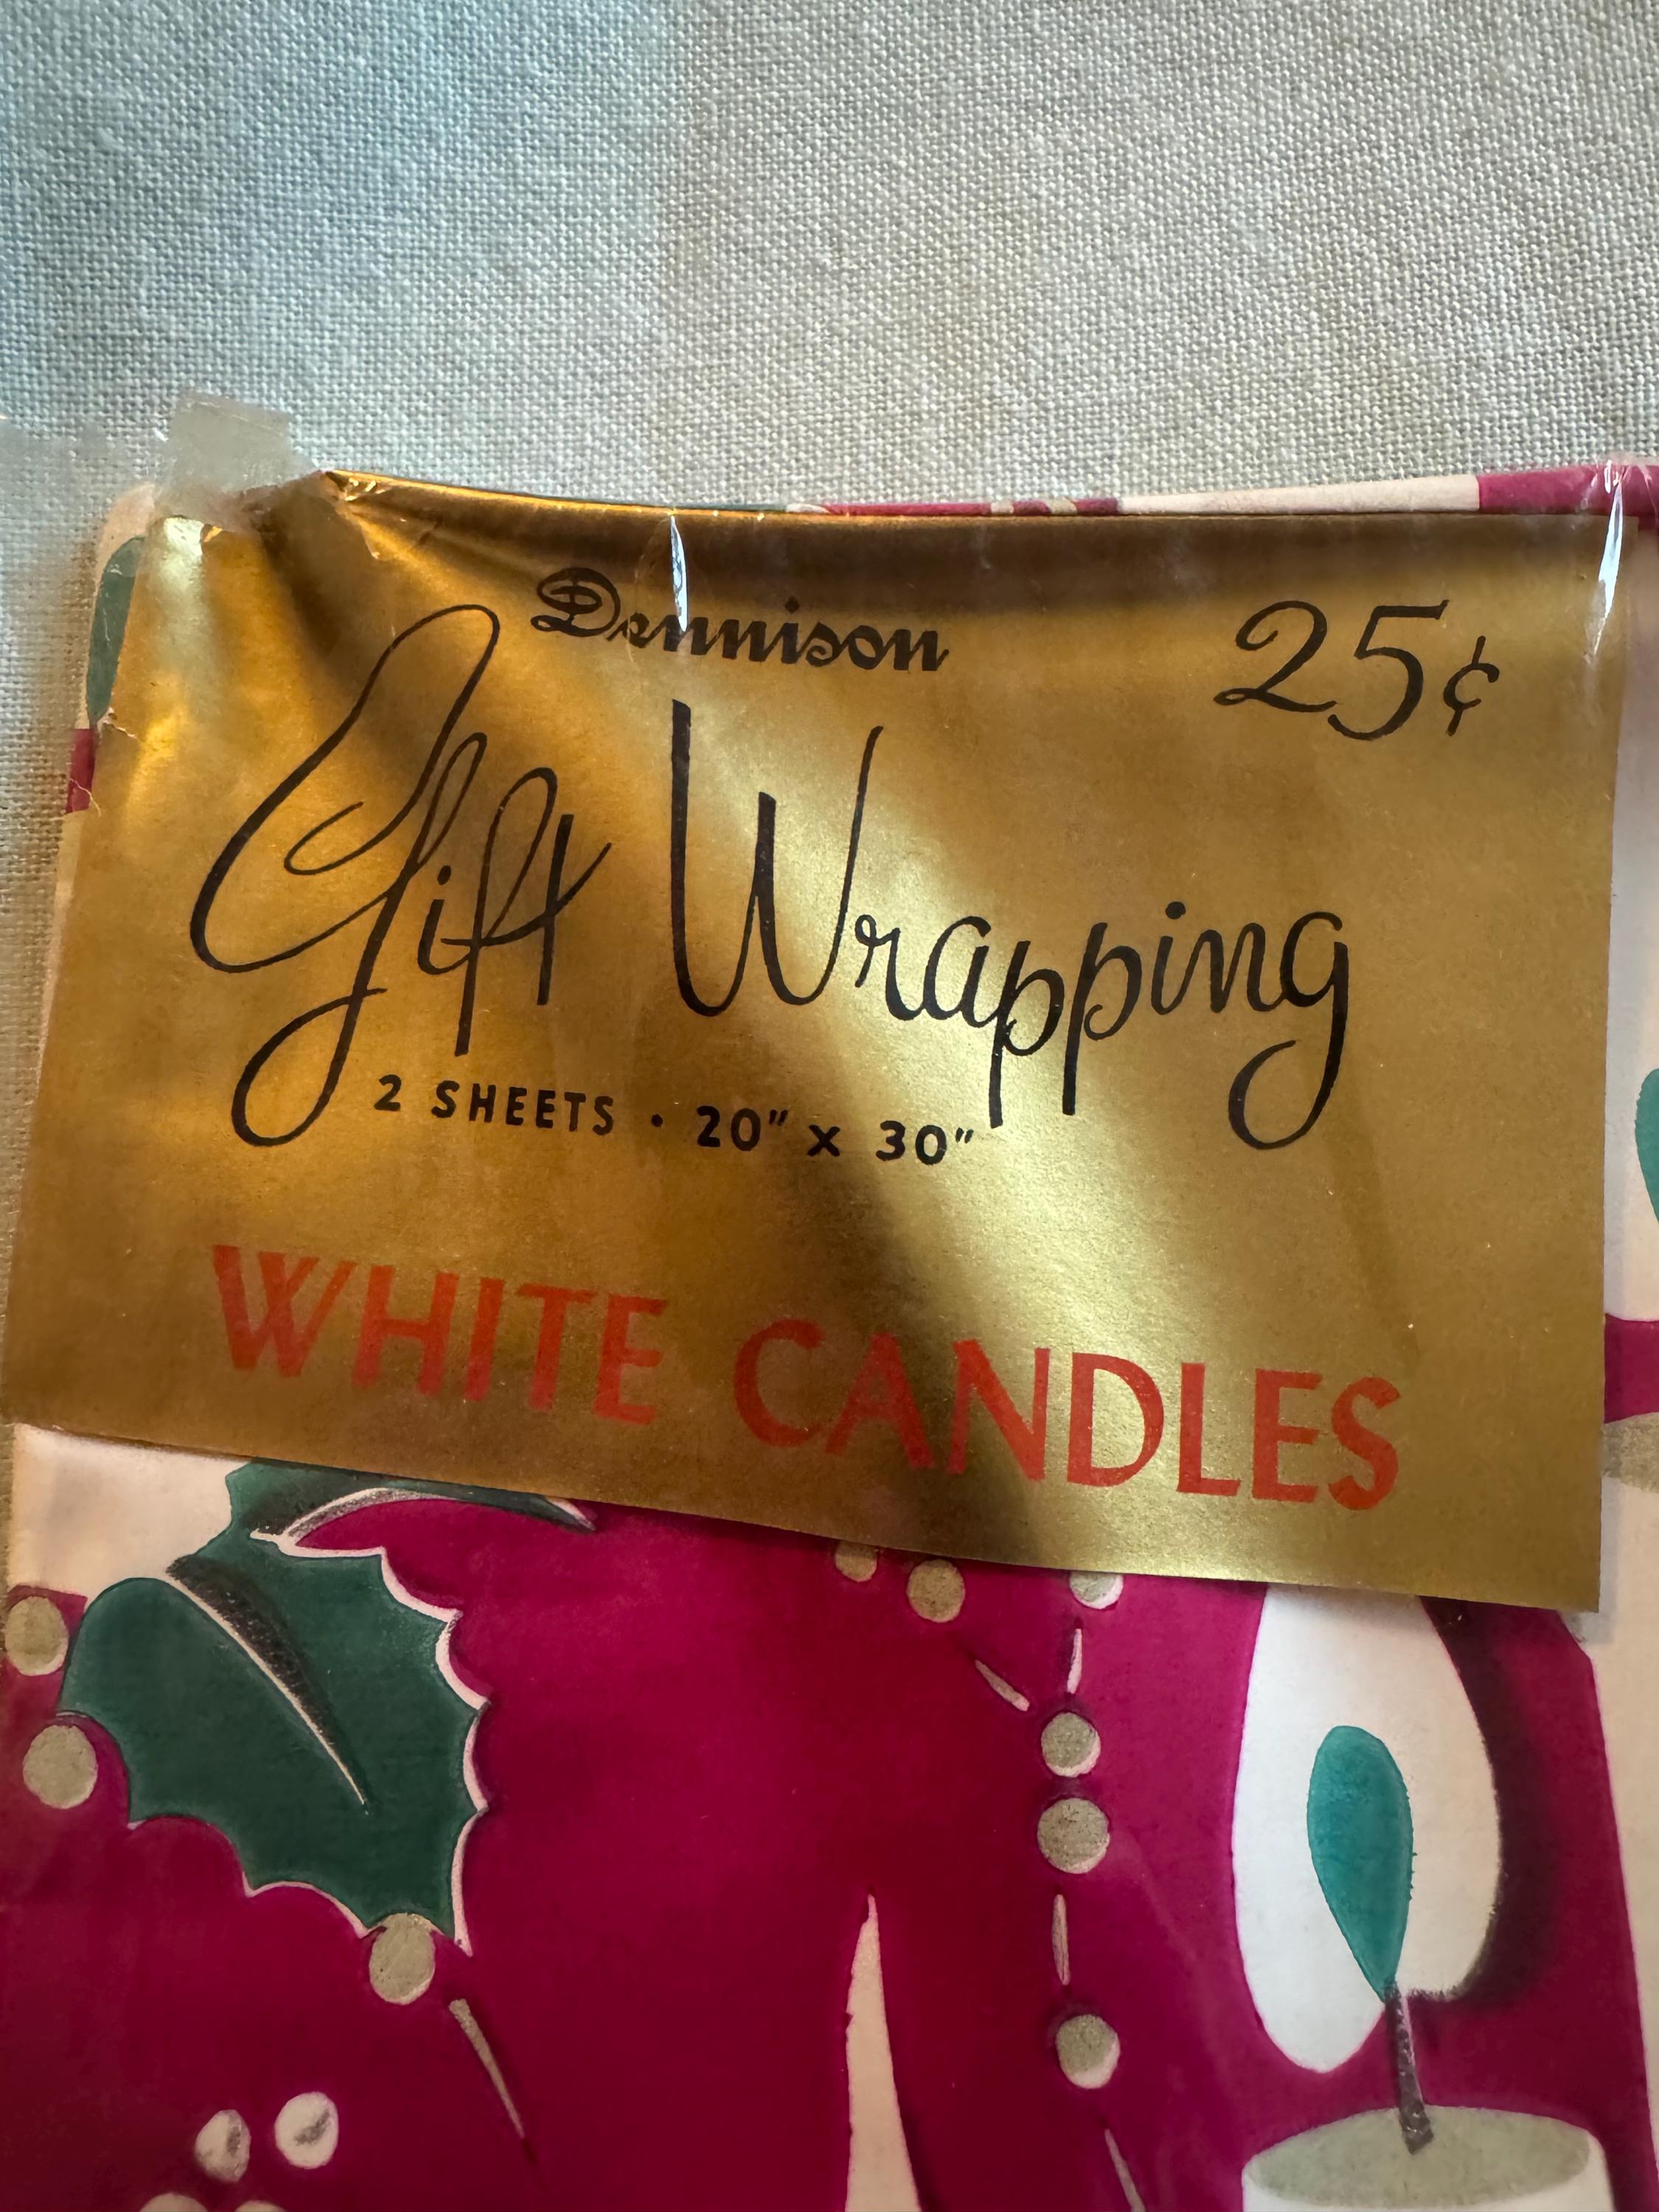 Dennison
25¢
Gift Wrapping
2 SHEETS · 20" x 30"
WHITE CANDLES